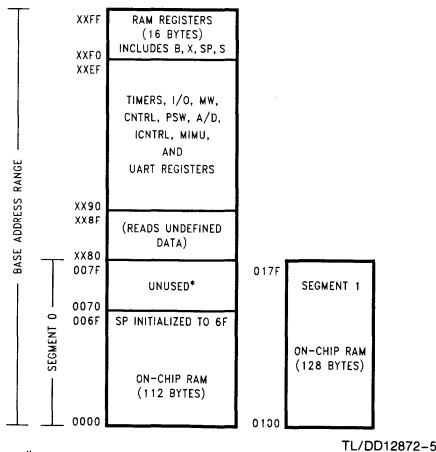 XXFF
RAM REGISTERS
(16 BYTES)
INCLUDES B, X, SP, S
XXF0
XXEF
TIMERS, I/O, MW,
CNTRL, PSW, A/D,
ICNTRL, MIMU,
AND
UART REGISTERS
XX90
XX8F
(READS UNDEFINED
DATA)
XX80
007F
UNUSED*
0070
006F
SP INITIALIZED TO 6F
ON-CHIP RAM
(112 BYTES)
0000
BASE ADDRESS RANGE
SEGMENT 0
017F
SEGMENT 1
ON-CHIP RAM
(128 BYTES)
0100
TL/DD12872-5